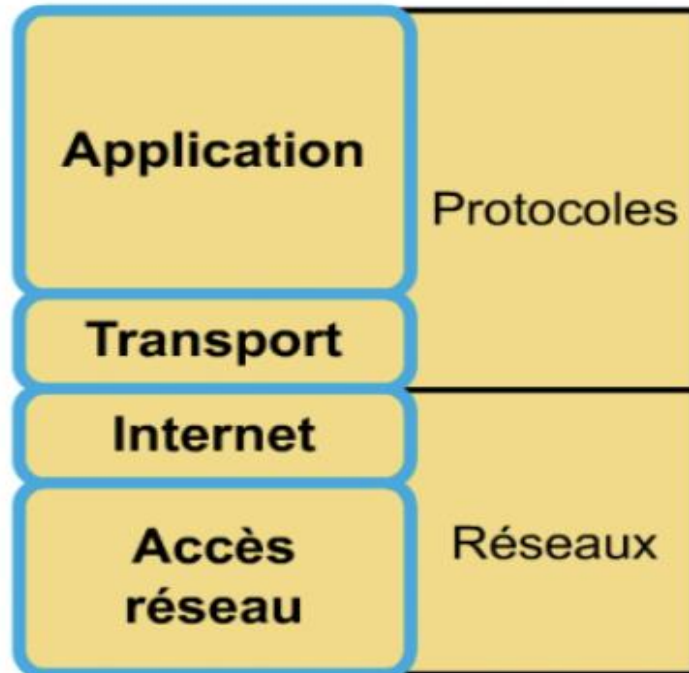 Application
Protocoles
Transport
Internet
Accès
réseau
Réseaux